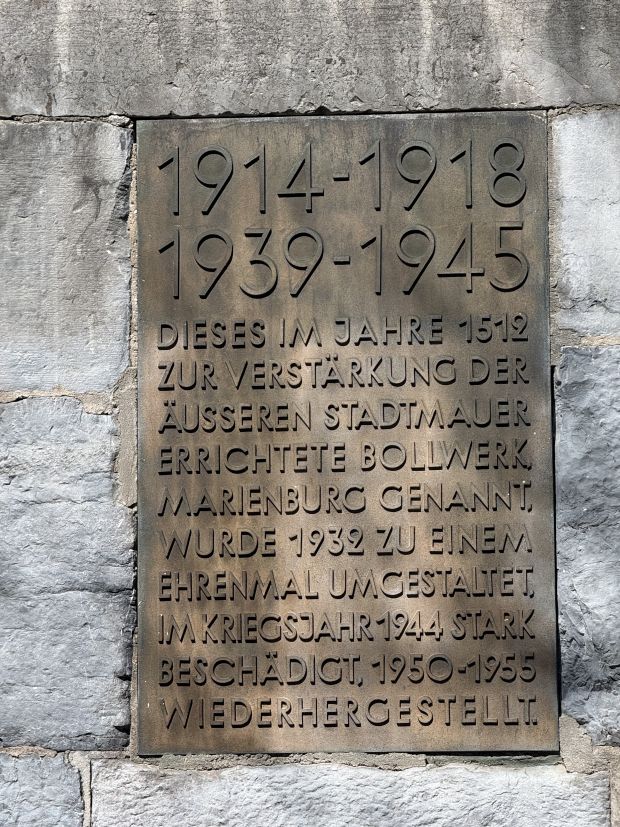 1914-1918
1939-1945
DIESES IM JAHRE 1512
ZUR VERSTÄRKUNG DER
ÄUSSEREN STADTMAUER
ERRICHTETE BOLLWERK,
MARIENBURG GENANNT,
WURDE 1932 ZU EINEM
EHRENMAL UMGESTALTET,
IM KRIEGSJAHR 1944 STARK
BESCHÄDIGT, 1950-1955
WIEDERHERGESTELLT.